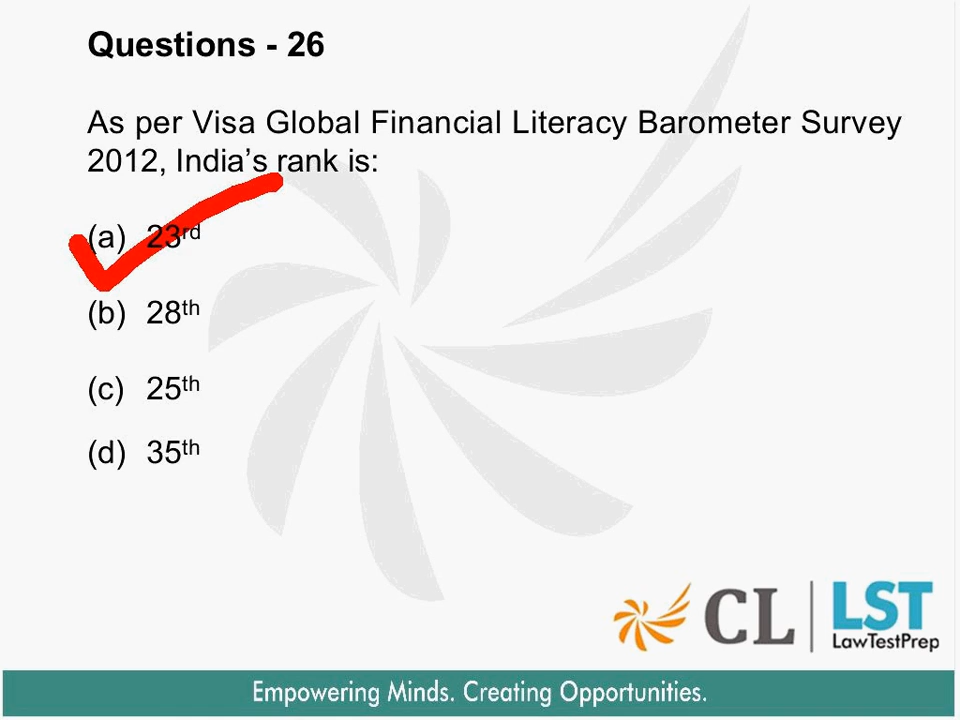 Questions - 26
As per Visa Global Financial Literacy Barometer Survey
2012, India’s rank is:
(a) 23rd
(b) 28th
(c) 25th
(d) 35th
CL | LST
LawTestPrep
Empowering Minds. Creating Opportunities.